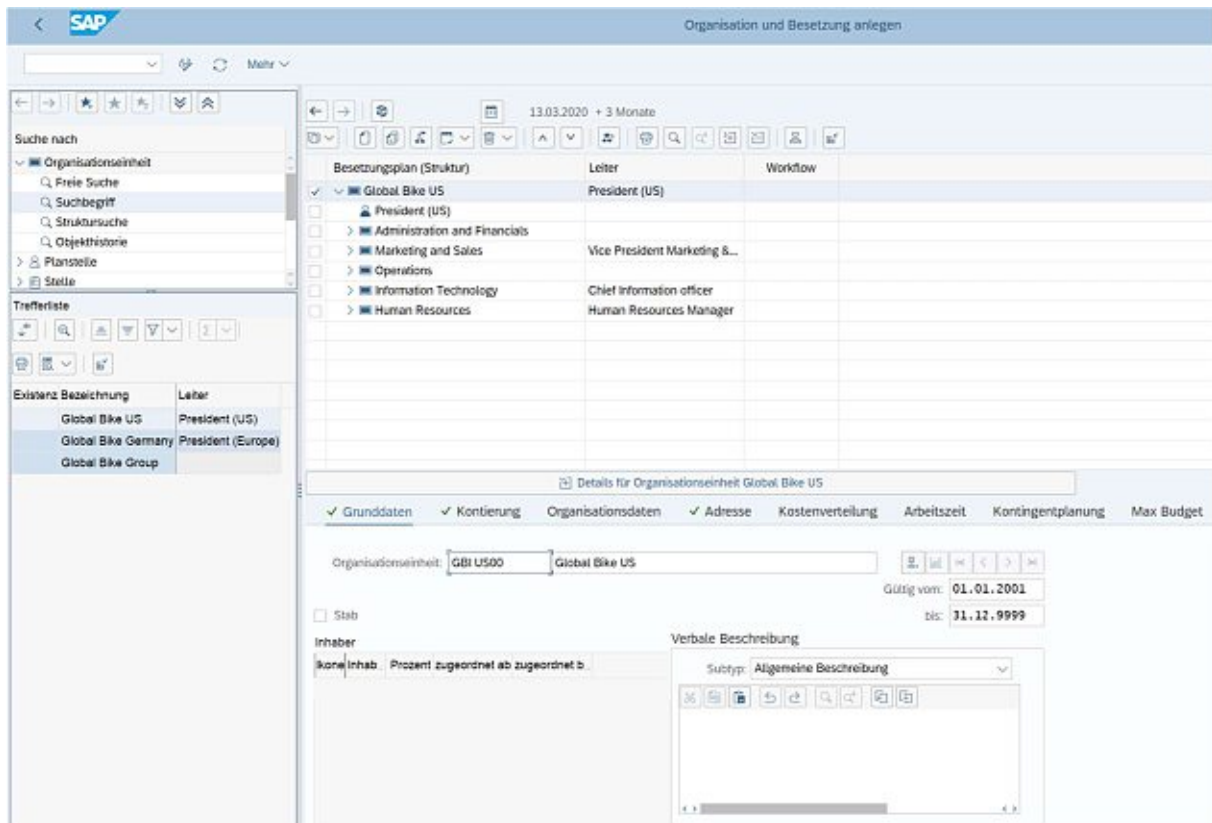 SAP
Organisation und Besetzung anlegen
Mehr
Suche nach
Organisationseinheit
Freie Suche
Suchbegriff
Struktursuche
Objekthistorie
Planstelle
Stelle
Trefferliste
Existenz Bezeichnung Leiter
Global Bike US President (US)
Global Bike Germany President (Europe)
Global Bike Group
13.03.2020 + 3 Monate
Besetzungsplan (Struktur) Leiter Workflow
Global Bike US President (US)
President (US)
Administration and Financials
Marketing and Sales Vice President Marketing &...
Operations
Information Technology Chief Information officer
Human Resources Human Resources Manager
Details für Organisationseinheit Global Bike US
Grunddaten Kontierung Organisationsdaten Adresse Kostenverteilung Arbeitszeit Kontingentplanung Max Budget
Organisationseinheit: GBI US00 Global Bike US
Gültig vom: 01.01.2001
Stab bis: 31.12.9999
Inhaber Verbale Beschreibung
Ikone Inhab.. Prozent zugeordnet ab zugeordnet b..
Subtyp: Allgemeine Beschreibung